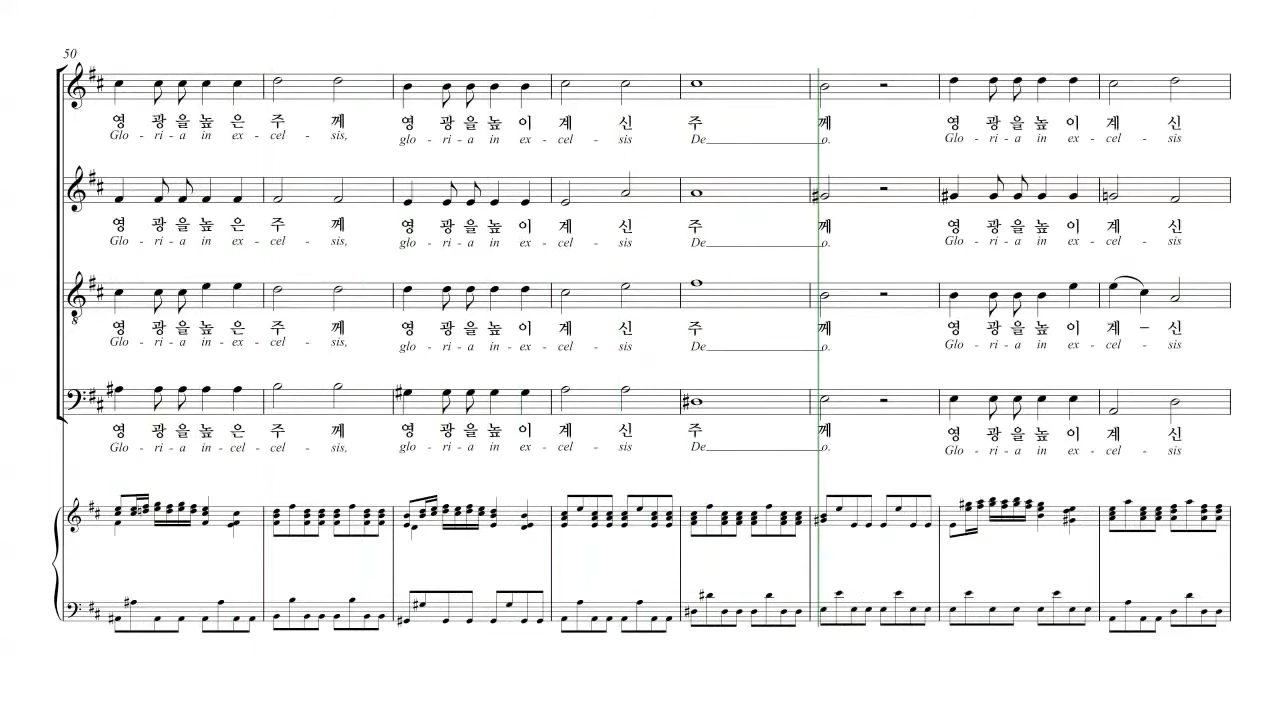 50
영 광 을 높 은 주 께 영 광 을 높 이 계 신 주 께 영 광 을 높 이 계 신
Glo - ri - a in ex - cel - sis, glo - ri - a in ex - cel - sis De____o. Glo - ri - a in ex - cel - sis
영 광 을 높 은 주 께 영 광 을 높 이 계 신 주 께 영 광 을 높 이 계 신
Glo - ri - a in ex - cel - sis, glo - ri - a in ex - cel - sis De____o. Glo - ri - a in ex - cel - sis
영 광 을 높 은 주 께 영 광 을 높 이 계 신 주 께 영 광 을 높 이 계 – 신
Glo - ri - a in - ex - cel - sis, glo - ri - a in - ex - cel - sis De____o. Glo - ri - a in ex - cel - sis
영 광 을 높 은 주 께 영 광 을 높 이 계 신 주 께 영 광 을 높 이 계 신
Glo - ri - a in - cel - cel - sis, glo - ri - a in ex - cel - sis De____o. Glo - ri - a in ex - cel - sis